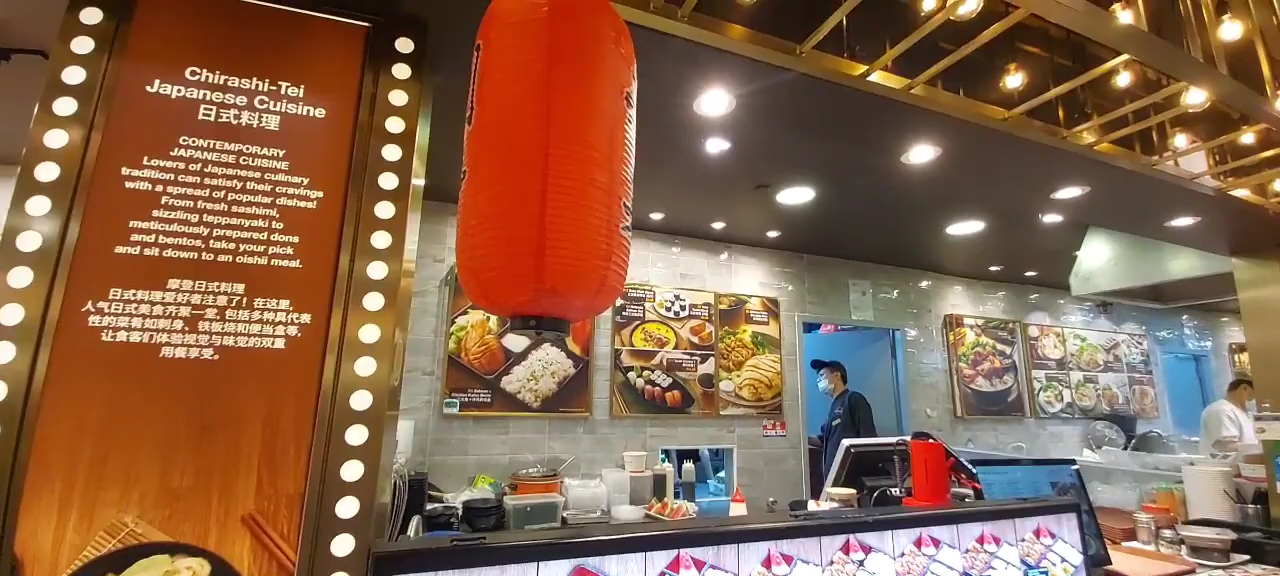 Chirashi-Tei
Japanese Cuisine
日式料理
CONTEMPORARY
JAPANESE CUISINE
Lovers of Japanese culinary
tradition can satisfy their cravings
with a spread of popular dishes!
From fresh sashimi,
sizzling teppanyaki to
meticulously prepared dons
and bentos, take your pick
and sit down to an oishii meal.
摩登日式料理
日式料理爱好者注意了！在这里，
人气日式美食齐聚一堂，包括多种具代表
性的菜肴如刺身、铁板烧和便当盒等，
让食客们体验视觉与味觉的双重
用餐享受。